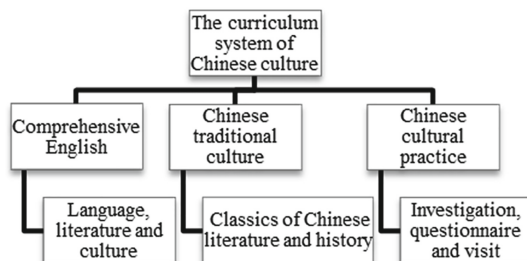 The curriculum
system of
Chinese culture
Comprehensive
English
Chinese
traditional
culture
Chinese
cultural
practice
Language,
literature and
culture
Classics of Chinese
literature and history
Investigation,
questionnaire
and visit